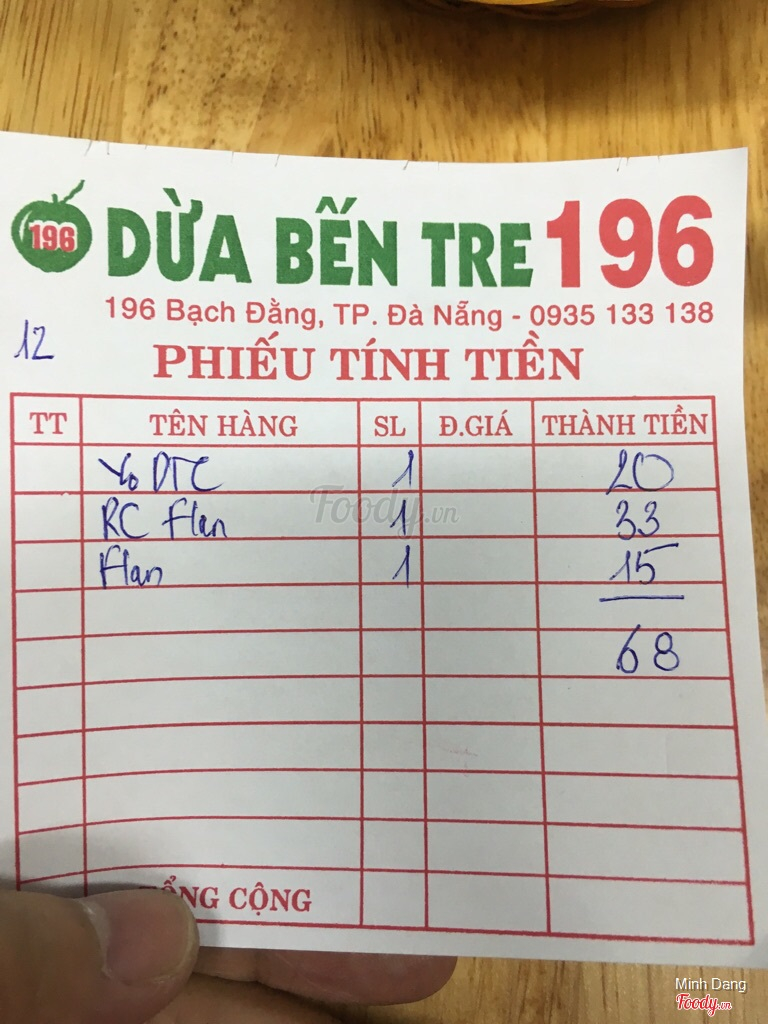 196 DỪA BẾN TRE 196
196 Bạch Đằng, TP. Đà Nẵng - 0935 133 138
12
PHIẾU TÍNH TIỀN
TT TÊN HÀNG SL Đ.GIÁ THÀNH TIỀN
Yo DTC 1 20
RC Flan 1 33
Flan 1 15
68
TỔNG CỘNG
Foody.vn
Minh Dang
Foody.vn